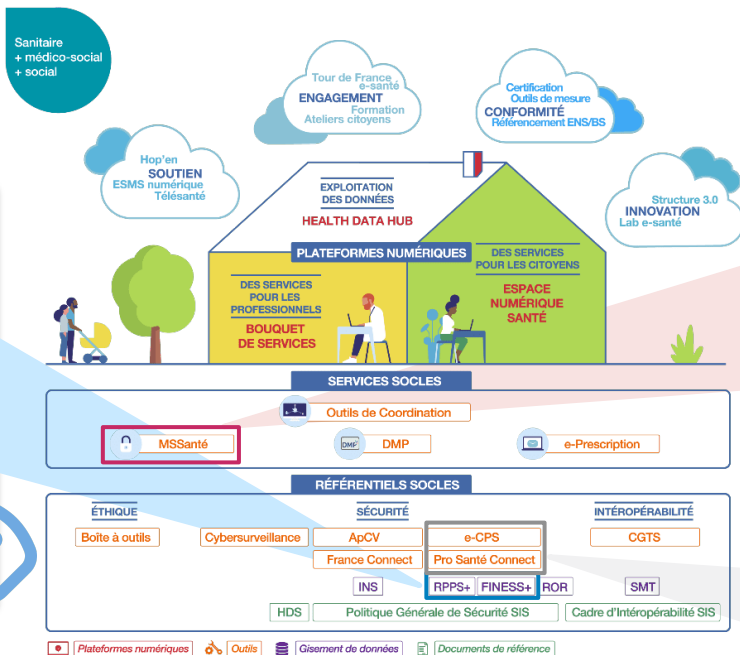 Sanitaire
+ médico-social
+ social
Tour de France
e-santé
ENGAGEMENT
Formation
Ateliers citoyens
Certification
Outils de mesure
CONFORMITÉ
Référencement ENS/BS
Hop'en
SOUTIEN
ESMS numérique
Télésanté
Structure 3.0
INNOVATION
Lab e-santé
EXPLOITATION
DES DONNÉES
HEALTH DATA HUB
PLATEFORMES NUMÉRIQUES
DES SERVICES
POUR LES
PROFESSIONNELS
BOUQUET
DE SERVICES
DES SERVICES
POUR LES CITOYENS
ESPACE
NUMÉRIQUE
SANTÉ
SERVICES SOCLES
Outils de Coordination
MSSanté
DMP
DMP
e-Prescription
RÉFÉRENTIELS SOCLES
ÉTHIQUE
SÉCURITÉ
INTÉROPÉRABILITÉ
Boîte à outils
Cybersurveillance
ApCV
e-CPS
CGTS
France Connect
Pro Santé Connect
INS
RPPS+
FINESS+
ROR
SMT
HDS
Politique Générale de Sécurité SIS
Cadre d'Intéropérabilité SIS
Plateformes numériques
Outils
Gisement de données
Documents de référence